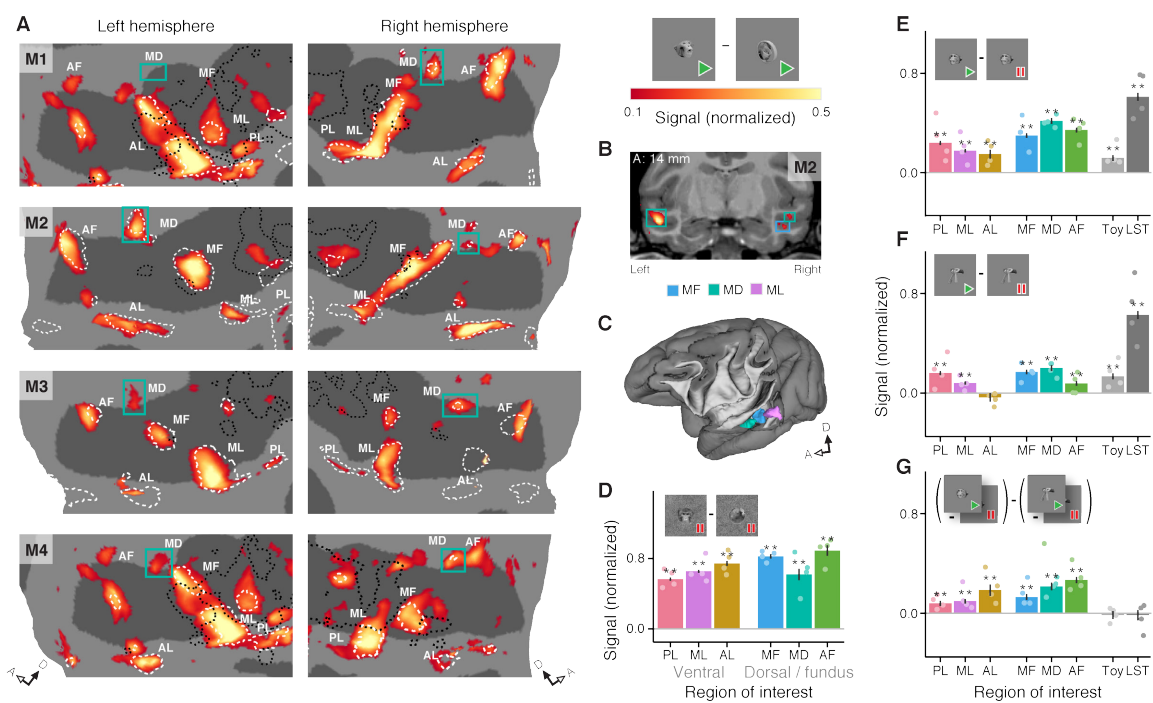 A
Left hemisphere
Right hemisphere
M1
AF
MD
MF
ML
PL
AL
MD
AF
MF
PL
ML
AL
M2
AF
MD
MF
ML
PL
AL
MD
AF
MF
ML
AL
M3
MD
AF
MF
ML
PL
AL
MD
AF
MF
PL
ML
AL
M4
AF
MD
MF
ML
PL
AL
MD
AF
MF
ML
PL
AL
A
D
D
A
–
0.1
0.5
Signal (normalized)
B
A: 14 mm
M2
Left
Right
MF
MD
ML
C
D
A
D
-
Signal (normalized)
0.8
0.0
** ** ** ** ** **
PL ML AL MF MD AF
Ventral
Dorsal / fundus
Region of interest
E
-
0.8
0.0
** ** ** ** ** ** **
PL ML AL MF MD AF Toy LST
F
-
Signal (normalized)
0.8
0.0
** ** ** ** ** ** **
PL ML AL MF MD AF Toy LST
G
( - ) - ( - )
0.8
0.0
** ** ** ** ** **
PL ML AL MF MD AF Toy LST
Region of interest